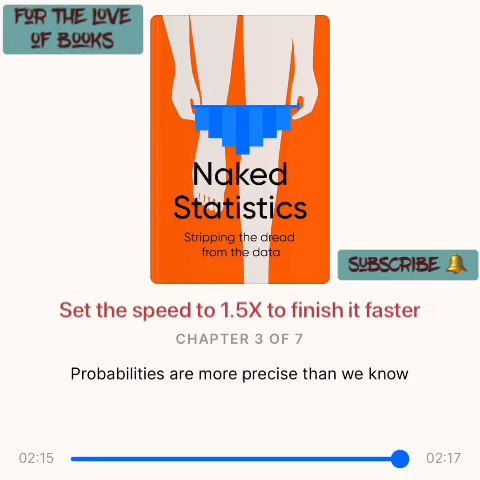 FOR THE LOVE
OF BOOKS
Naked
Statistics
Stripping the dread
from the data
SUBSCRIBE
Set the speed to 1.5X to finish it faster
CHAPTER 3 OF 7
Probabilities are more precise than we know
02:15
02:17